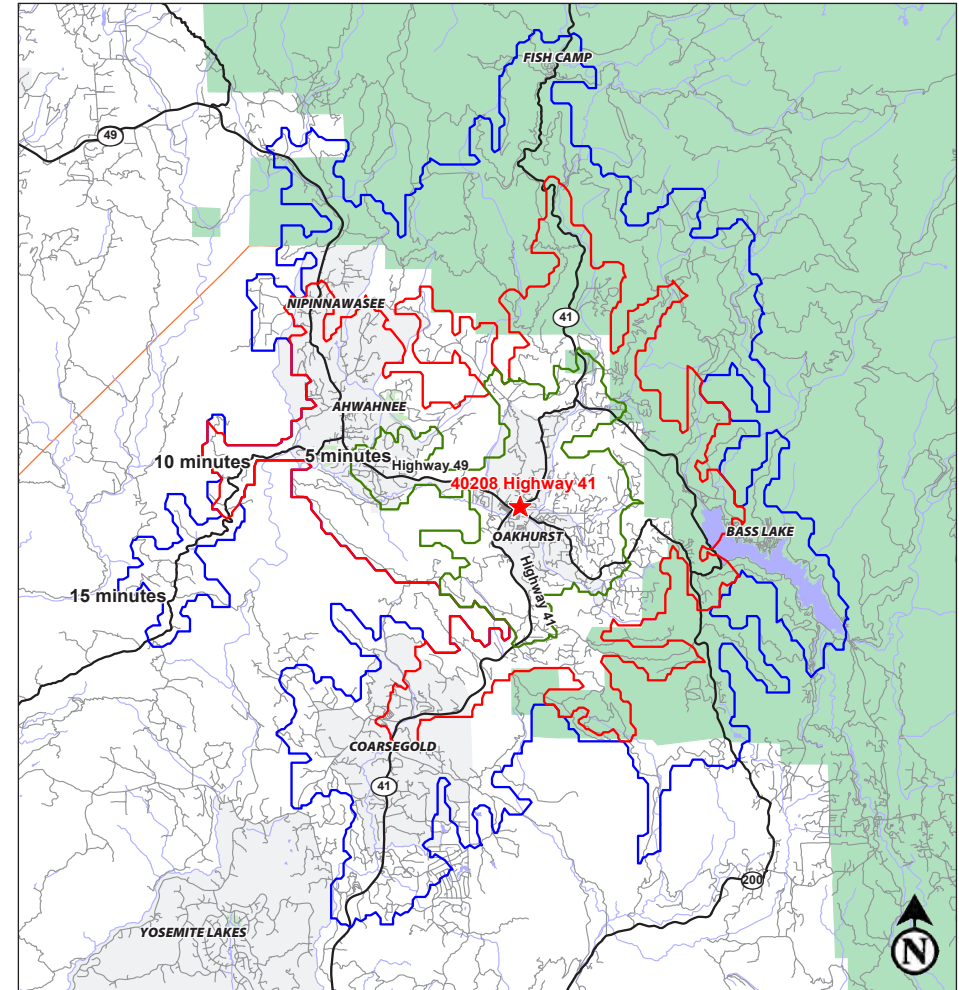 FISH CAMP
49
NIPINNAWASEE
41
AHWAHNEE
10 minutes
5 minutes
Highway 49
40208 Highway 41
OAKHURST
BASS LAKE
Highway 41
15 minutes
COARSEGOLD
41
200
YOSEMITE LAKES
N